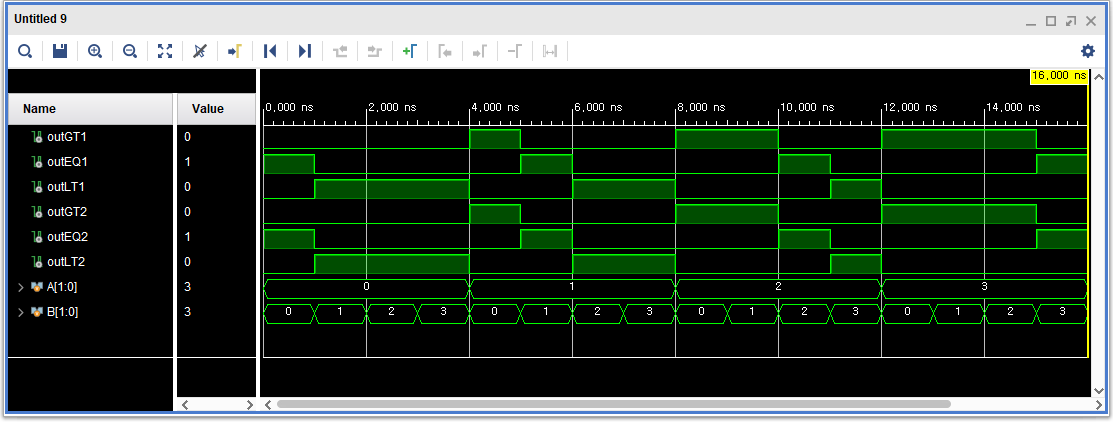 Untitled 9
16,000 ns
Name Value
0,000 ns 2,000 ns 4,000 ns 6,000 ns 8,000 ns 10,000 ns 12,000 ns 14,000 ns
outGT1 0
outEQ1 1
outLT1 0
outGT2 0
outEQ2 1
outLT2 0
A[1:0] 3 0 1 2 3
B[1:0] 3 0 1 2 3 0 1 2 3 0 1 2 3 0 1 2 3